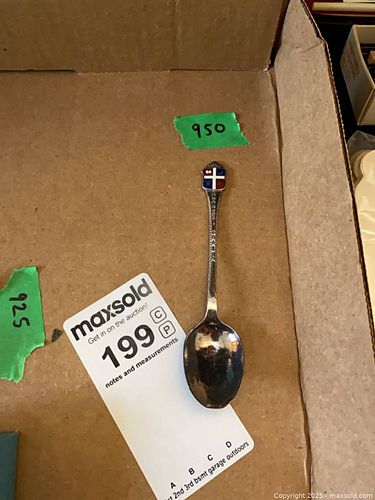 950
925
maxsold
Get in on the auction!
199
C
P
notes and measurements
A B C D
2nd 3rd bsmt garage outdoors
Copyright 2025 - maxsold.com